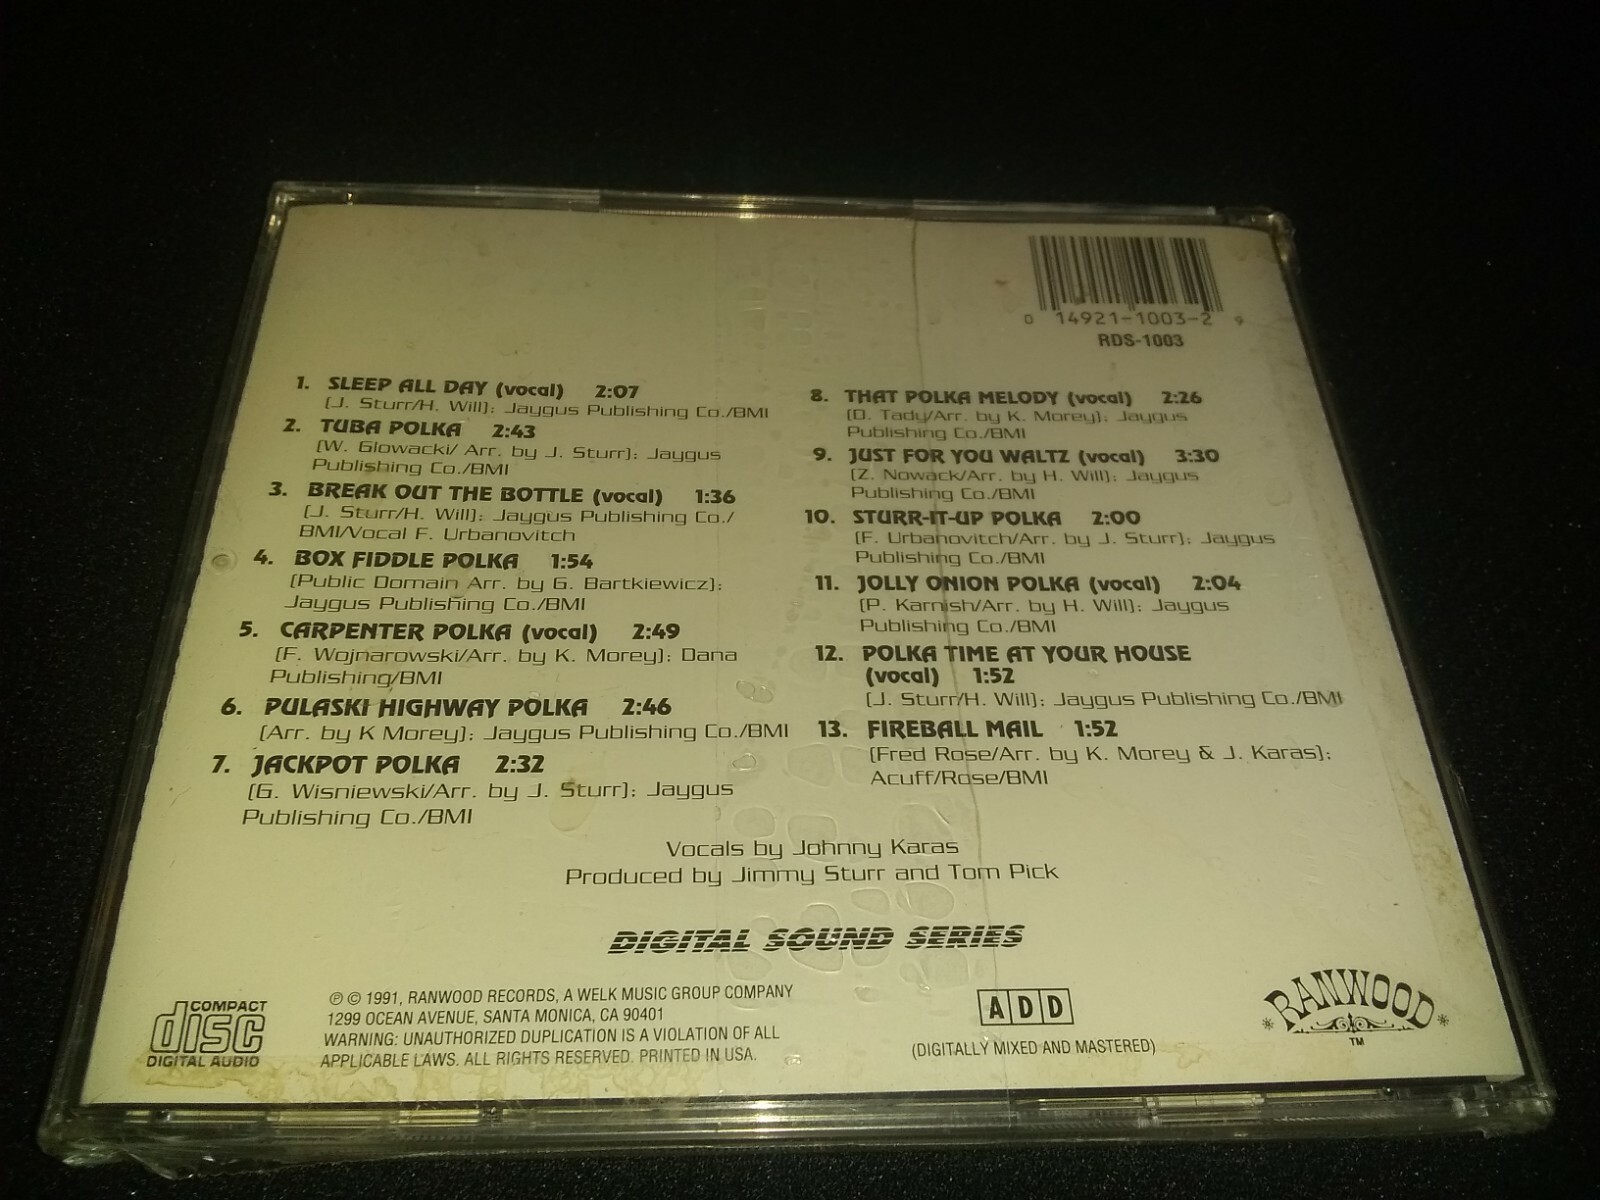 0 14921-1003-2 9
RDS-1003
1. SLEEP ALL DAY (vocal) 2:07
(J. Sturr/H. Will); Jaygus Publishing Co./BMI
2. TUBA POLKA 2:43
(W. Glowacki/ Arr. by J. Sturr); Jaygus
Publishing Co./BMI
3. BREAK OUT THE BOTTLE (vocal) 1:36
(J. Sturr/H. Will); Jaygus Publishing Co./
BMI/Vocal F. Urbanovitch
4. BOX FIDDLE POLKA 1:54
(Public Domain Arr. by G. Bartkiewicz);
Jaygus Publishing Co./BMI
5. CARPENTER POLKA (vocal) 2:49
(F. Wojnarowski/Arr. by K. Morey); Dana
Publishing/BMI
6. PULASKI HIGHWAY POLKA 2:46
(Arr. by K Morey); Jaygus Publishing Co./BMI
7. JACKPOT POLKA 2:32
(G. Wisniewski/Arr. by J. Sturr); Jaygus
Publishing Co./BMI
8. THAT POLKA MELODY (vocal) 2:26
(D. Tady/Arr. by K. Morey); Jaygus
Publishing Co./BMI
9. JUST FOR YOU WALTZ (vocal) 3:30
(Z. Nowack/Arr. by H. Will); Jaygus
Publishing Co./BMI
10. STURR-IT-UP POLKA 2:00
(F. Urbanovitch/Arr. by J. Sturr); Jaygus
Publishing Co./BMI
11. JOLLY ONION POLKA (vocal) 2:04
(P. Karnish/Arr. by H. Will); Jaygus
Publishing Co./BMI
12. POLKA TIME AT YOUR HOUSE
(vocal) 1:52
(J. Sturr/H. Will); Jaygus Publishing Co./BMI
13. FIREBALL MAIL 1:52
(Fred Rose/Arr. by K. Morey & J. Karas);
Acuff/Rose/BMI
Vocals by Johnny Karas
Produced by Jimmy Sturr and Tom Pick
DIGITAL SOUND SERIES
COMPACT
disc
DIGITAL AUDIO
℗ © 1991, RANWOOD RECORDS, A WELK MUSIC GROUP COMPANY
1299 OCEAN AVENUE, SANTA MONICA, CA 90401
WARNING: UNAUTHORIZED DUPLICATION IS A VIOLATION OF ALL
APPLICABLE LAWS. ALL RIGHTS RESERVED. PRINTED IN USA.
ADD
(DIGITALLY MIXED AND MASTERED)
RANWOOD
TM